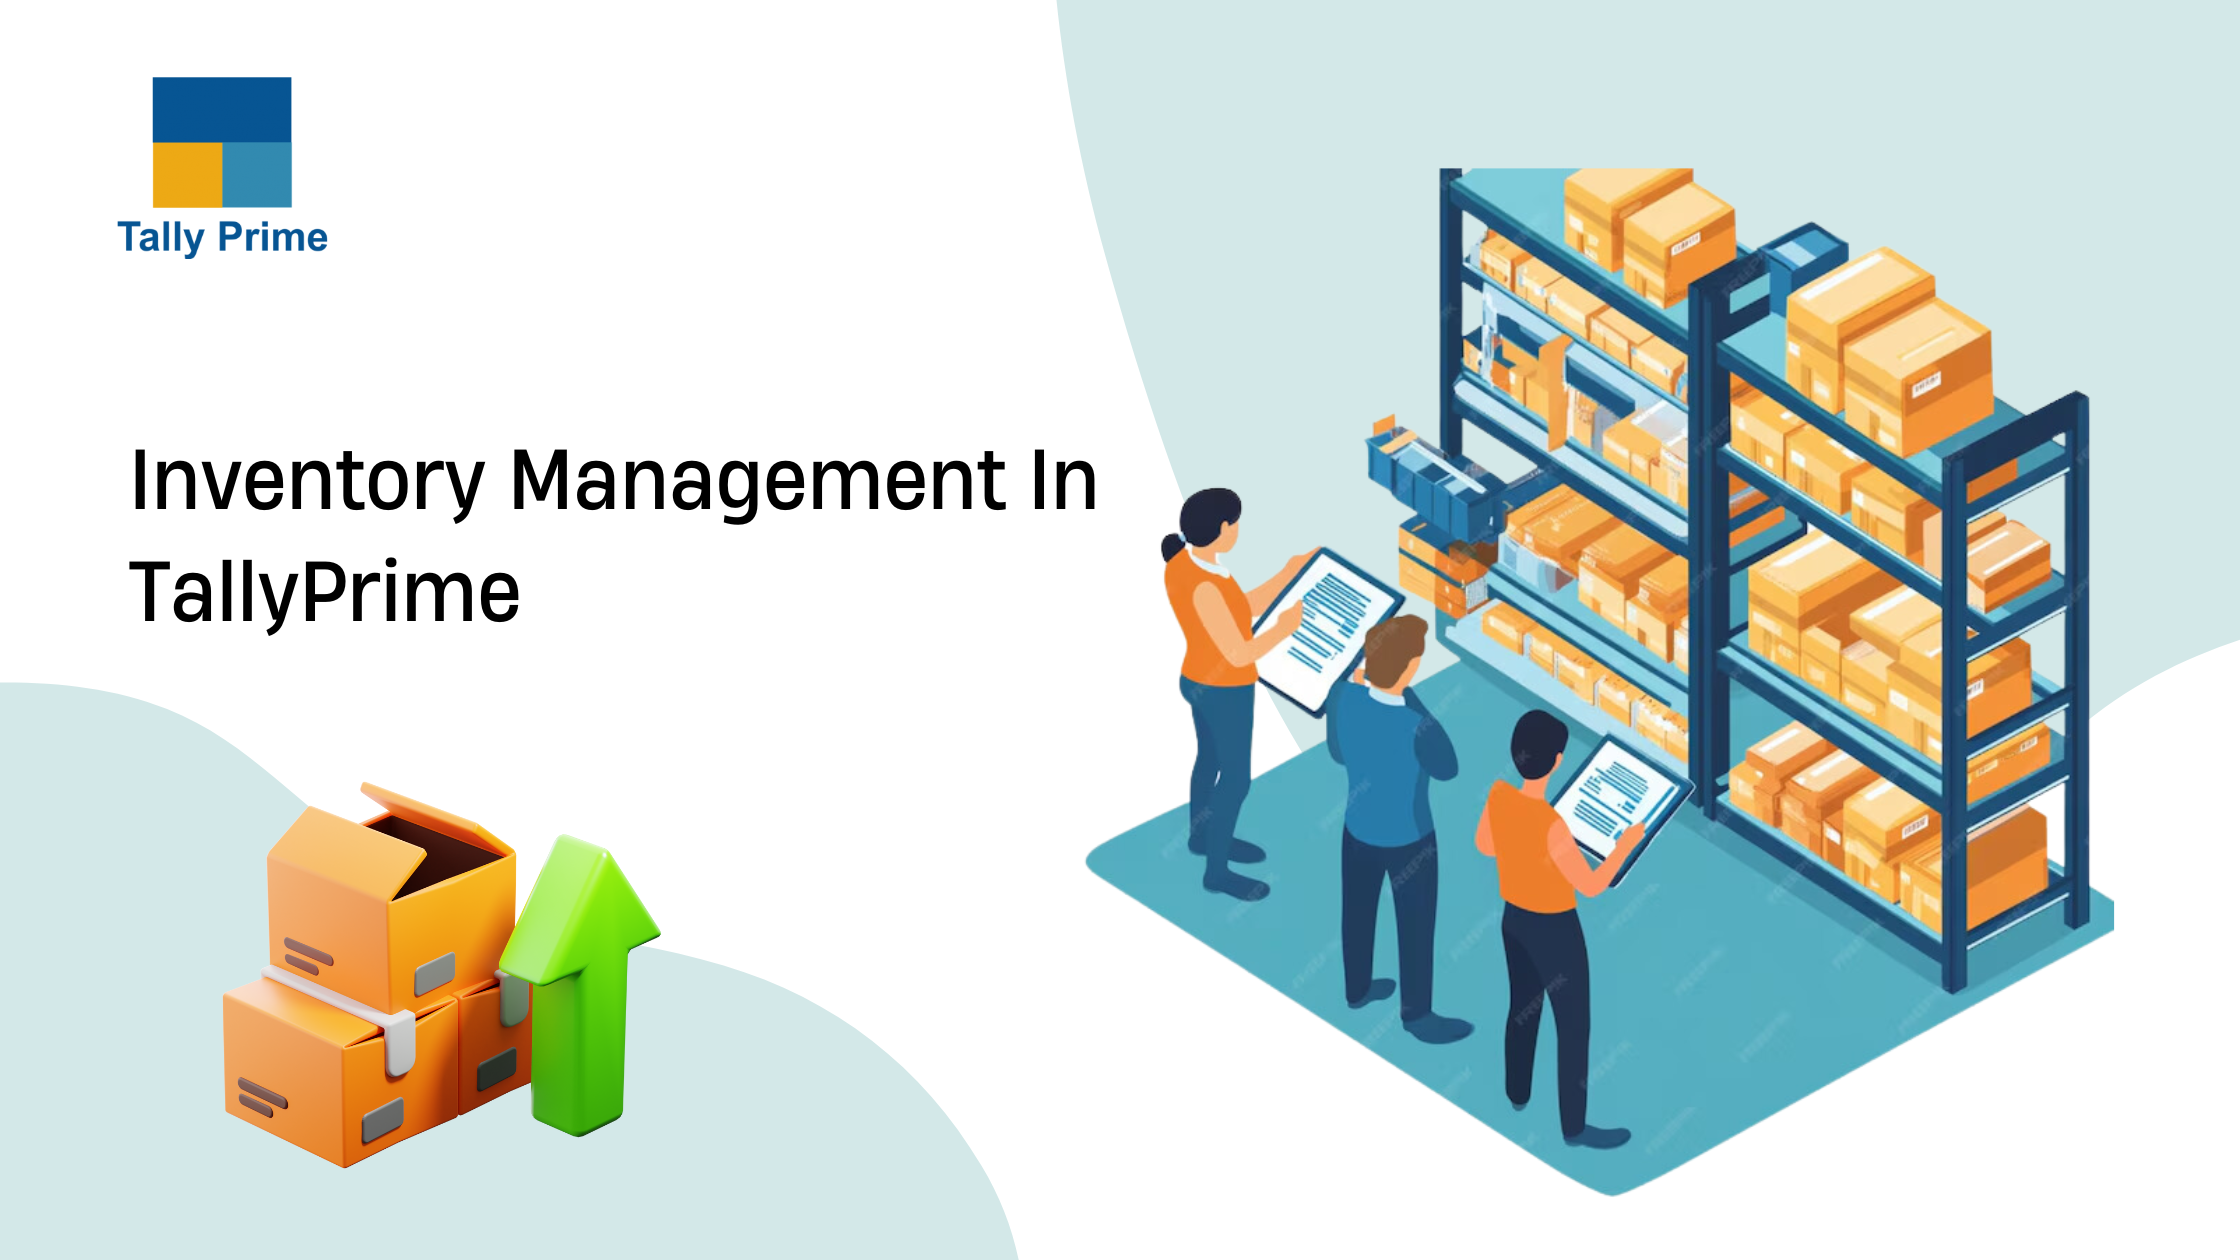 Tally Prime
Inventory Management In
TallyPrime